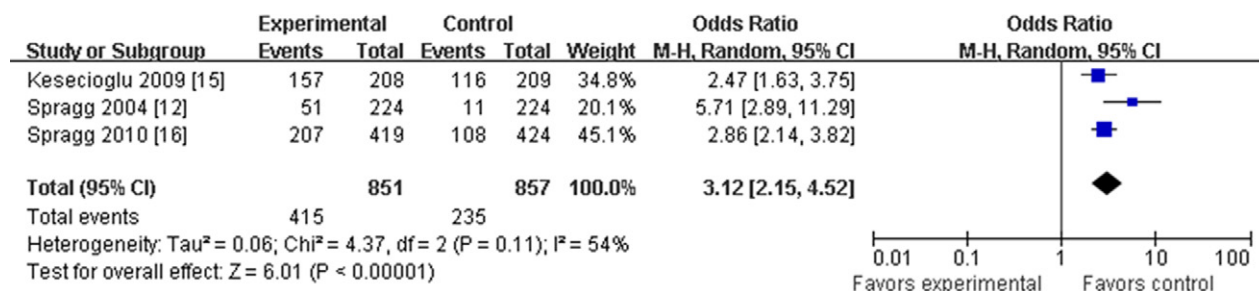 Experimental Control Odds Ratio Odds Ratio
Study or Subgroup Events Total Events Total Weight M-H, Random, 95% CI M-H, Random, 95% CI
Kesecioglu 2009 [15] 157 208 116 209 34.8% 2.47 [1.63, 3.75]
Spragg 2004 [12] 51 224 11 224 20.1% 5.71 [2.89, 11.29]
Spragg 2010 [16] 207 419 108 424 45.1% 2.86 [2.14, 3.82]
Total (95% CI) 851 857 100.0% 3.12 [2.15, 4.52]
Total events 415 235
Heterogeneity: Tau² = 0.06; Chi² = 4.37, df = 2 (P = 0.11); I² = 54%
Test for overall effect: Z = 6.01 (P < 0.00001)
0.01 0.1 1 10 100
Favors experimental Favors control